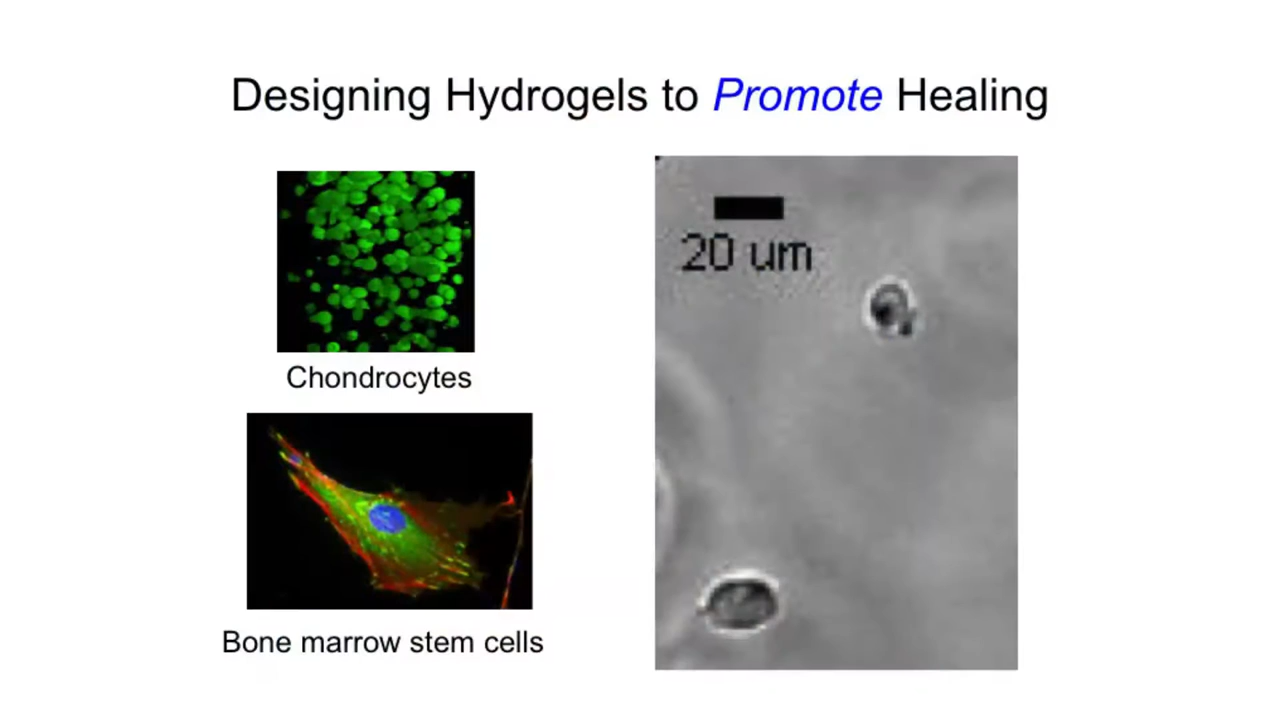 Designing Hydrogels to Promote Healing
20 um
Chondrocytes
Bone marrow stem cells